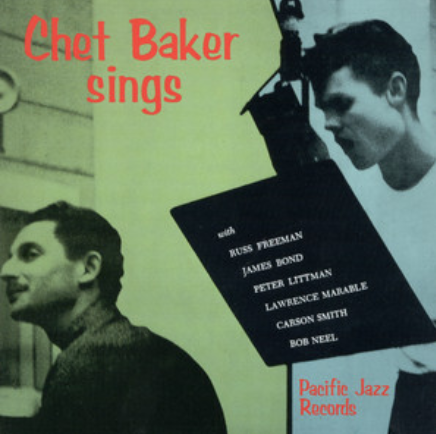 Chet Baker
sings
with
RUSS FREEMAN
JAMES BOND
PETER LITTMAN
LAWRENCE MARABLE
CARSON SMITH
BOB NEEL
Pacific Jazz
Records